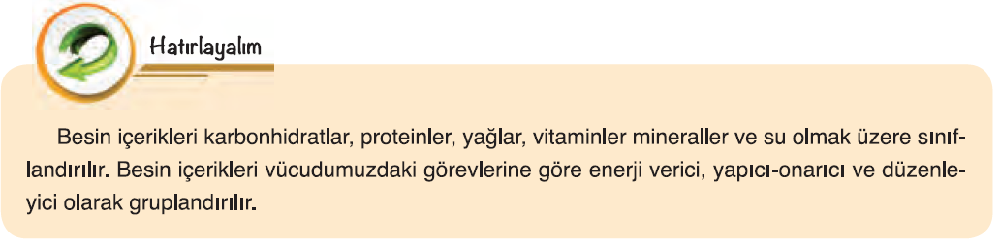 Hatırlayalım
Besin içerikleri karbonhidratlar, proteinler, yağlar, vitaminler mineraller ve su olmak üzere sınıf-
landırılır. Besin içerikleri vücudumuzdaki görevlerine göre enerji verici, yapıcı-onarıcı ve düzenle-
yici olarak gruplandırılır.